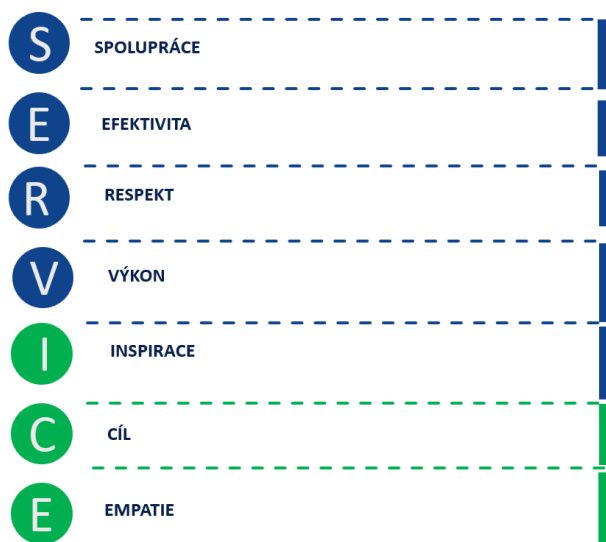 S SPOLUPRÁCE
E EFEKTIVITA
R RESPEKT
V VÝKON
I INSPIRACE
C CÍL
E EMPATIE